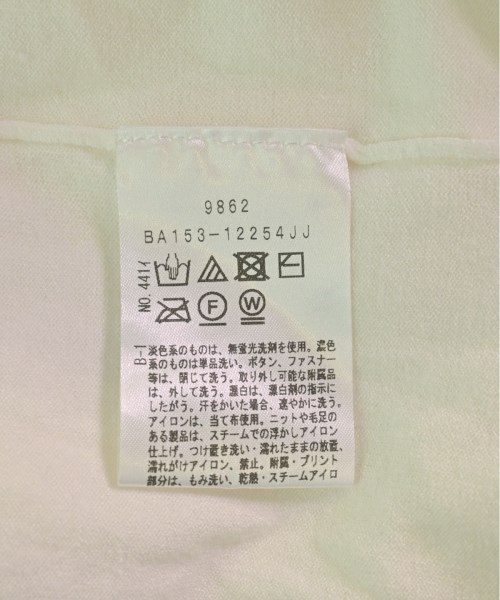 9862
BA153-12254JJ
NO.441イ
F W
B-1
淡色系のものは、無蛍光洗剤を使用。濃色
系のものは単品洗い。ボタン、ファスナー
等は、閉じて洗う。取り外し可能な附属品
は、外して洗う。漂白は、漂白剤の指示に
したがう。汗をかいた場合、速やかに洗う。
アイロンは、当て布使用。ニットや毛足の
ある製品は、スチームでの浮かしアイロン
仕上げ。つけ置き洗い・濡れたままの放置、
濡れがけアイロン、禁止。附属・プリント
部分は、もみ洗い、乾熱・スチームアイロ